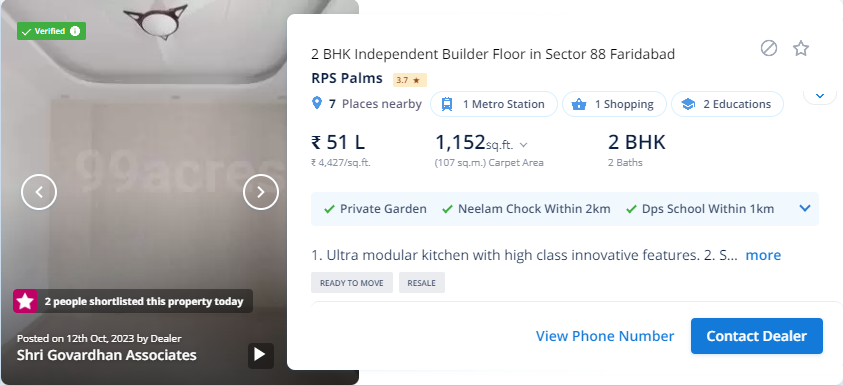 Verified
99acres
2 people shortlisted this property today
Posted on 12th Oct, 2023 by Dealer
Shri Govardhan Associates
2 BHK Independent Builder Floor in Sector 88 Faridabad
RPS Palms 3.7 ★
7 Places nearby 1 Metro Station 1 Shopping 2 Educations
₹ 51 L 1,152 sq.ft. 2 BHK
₹ 4,427/sq.ft. (107 sq.m.) Carpet Area 2 Baths
Private Garden Neelam Chock Within 2km Dps School Within 1km
1. Ultra modular kitchen with high class innovative features. 2. S... more
READY TO MOVE RESALE
View Phone Number Contact Dealer